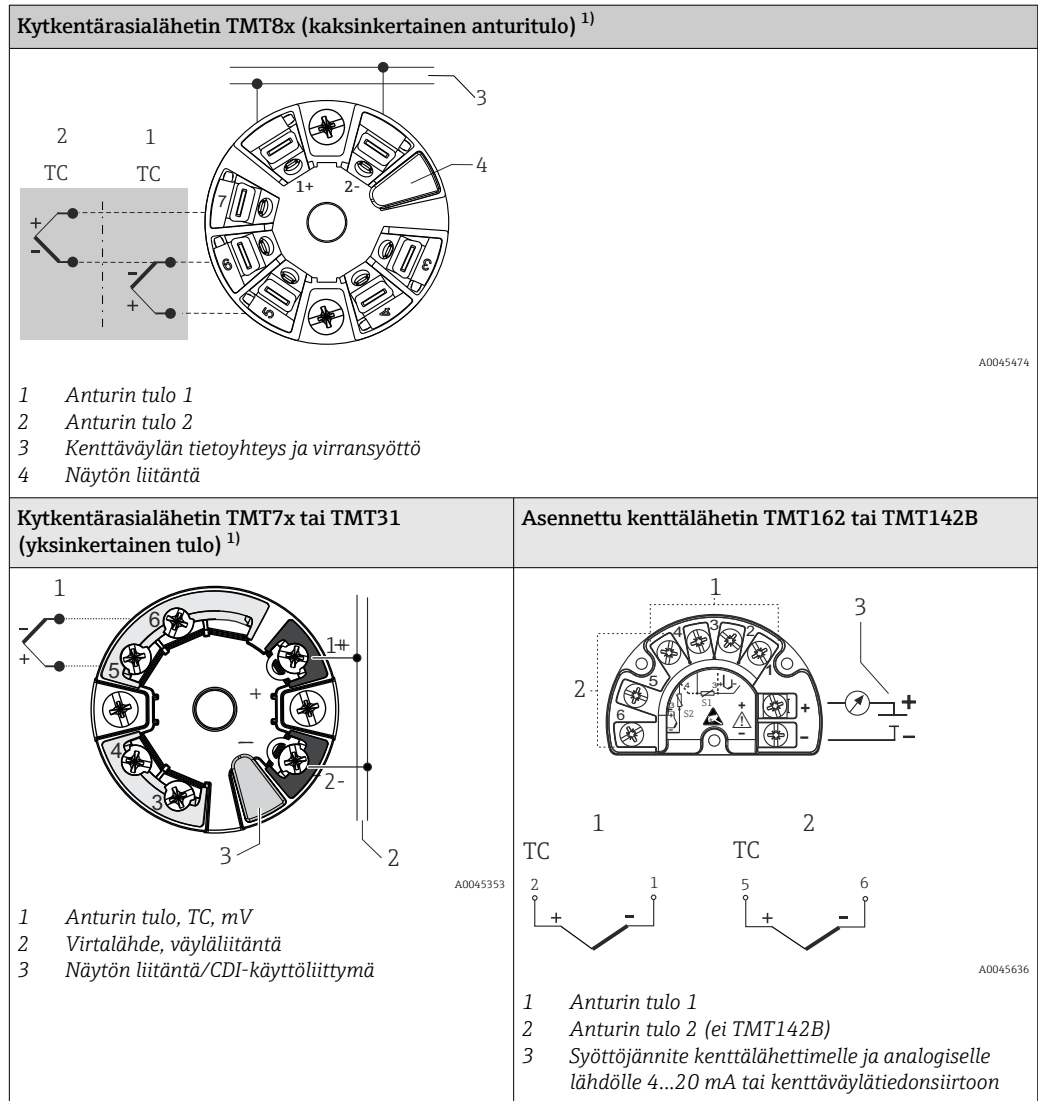 Kytkentärasialähetin TMT8x (kaksinkertainen anturitulo) 1)
3
2 1
TC TC
4
1+ 2-
7
+
-
6
3
-
+
5
4
A0045474
1 Anturin tulo 1
2 Anturin tulo 2
3 Kenttäväylän tietoyhteys ja virransyöttö
4 Näytön liitäntä
Kytkentärasialähetin TMT7x tai TMT31
(yksinkertainen tulo) 1)
1
6
-
+
5
1+
+
4
-
2-
3
3
2
A0045353
1 Anturin tulo, TC, mV
2 Virtalähde, väyläliitäntä
3 Näytön liitäntä/CDI-käyttöliittymä
Asennettu kenttälähetin TMT162 tai TMT142B
1
3
4 3 2
1
2
5
S1
S2
6
+
-
+
-
+
-
1 2
TC TC
2 1 5 6
+ - + -
A0045636
1 Anturin tulo 1
2 Anturin tulo 2 (ei TMT142B)
3 Syöttöjännite kenttälähettimelle ja analogiselle
lähdölle 4...20 mA tai kenttäväylätiedonsiirtoon